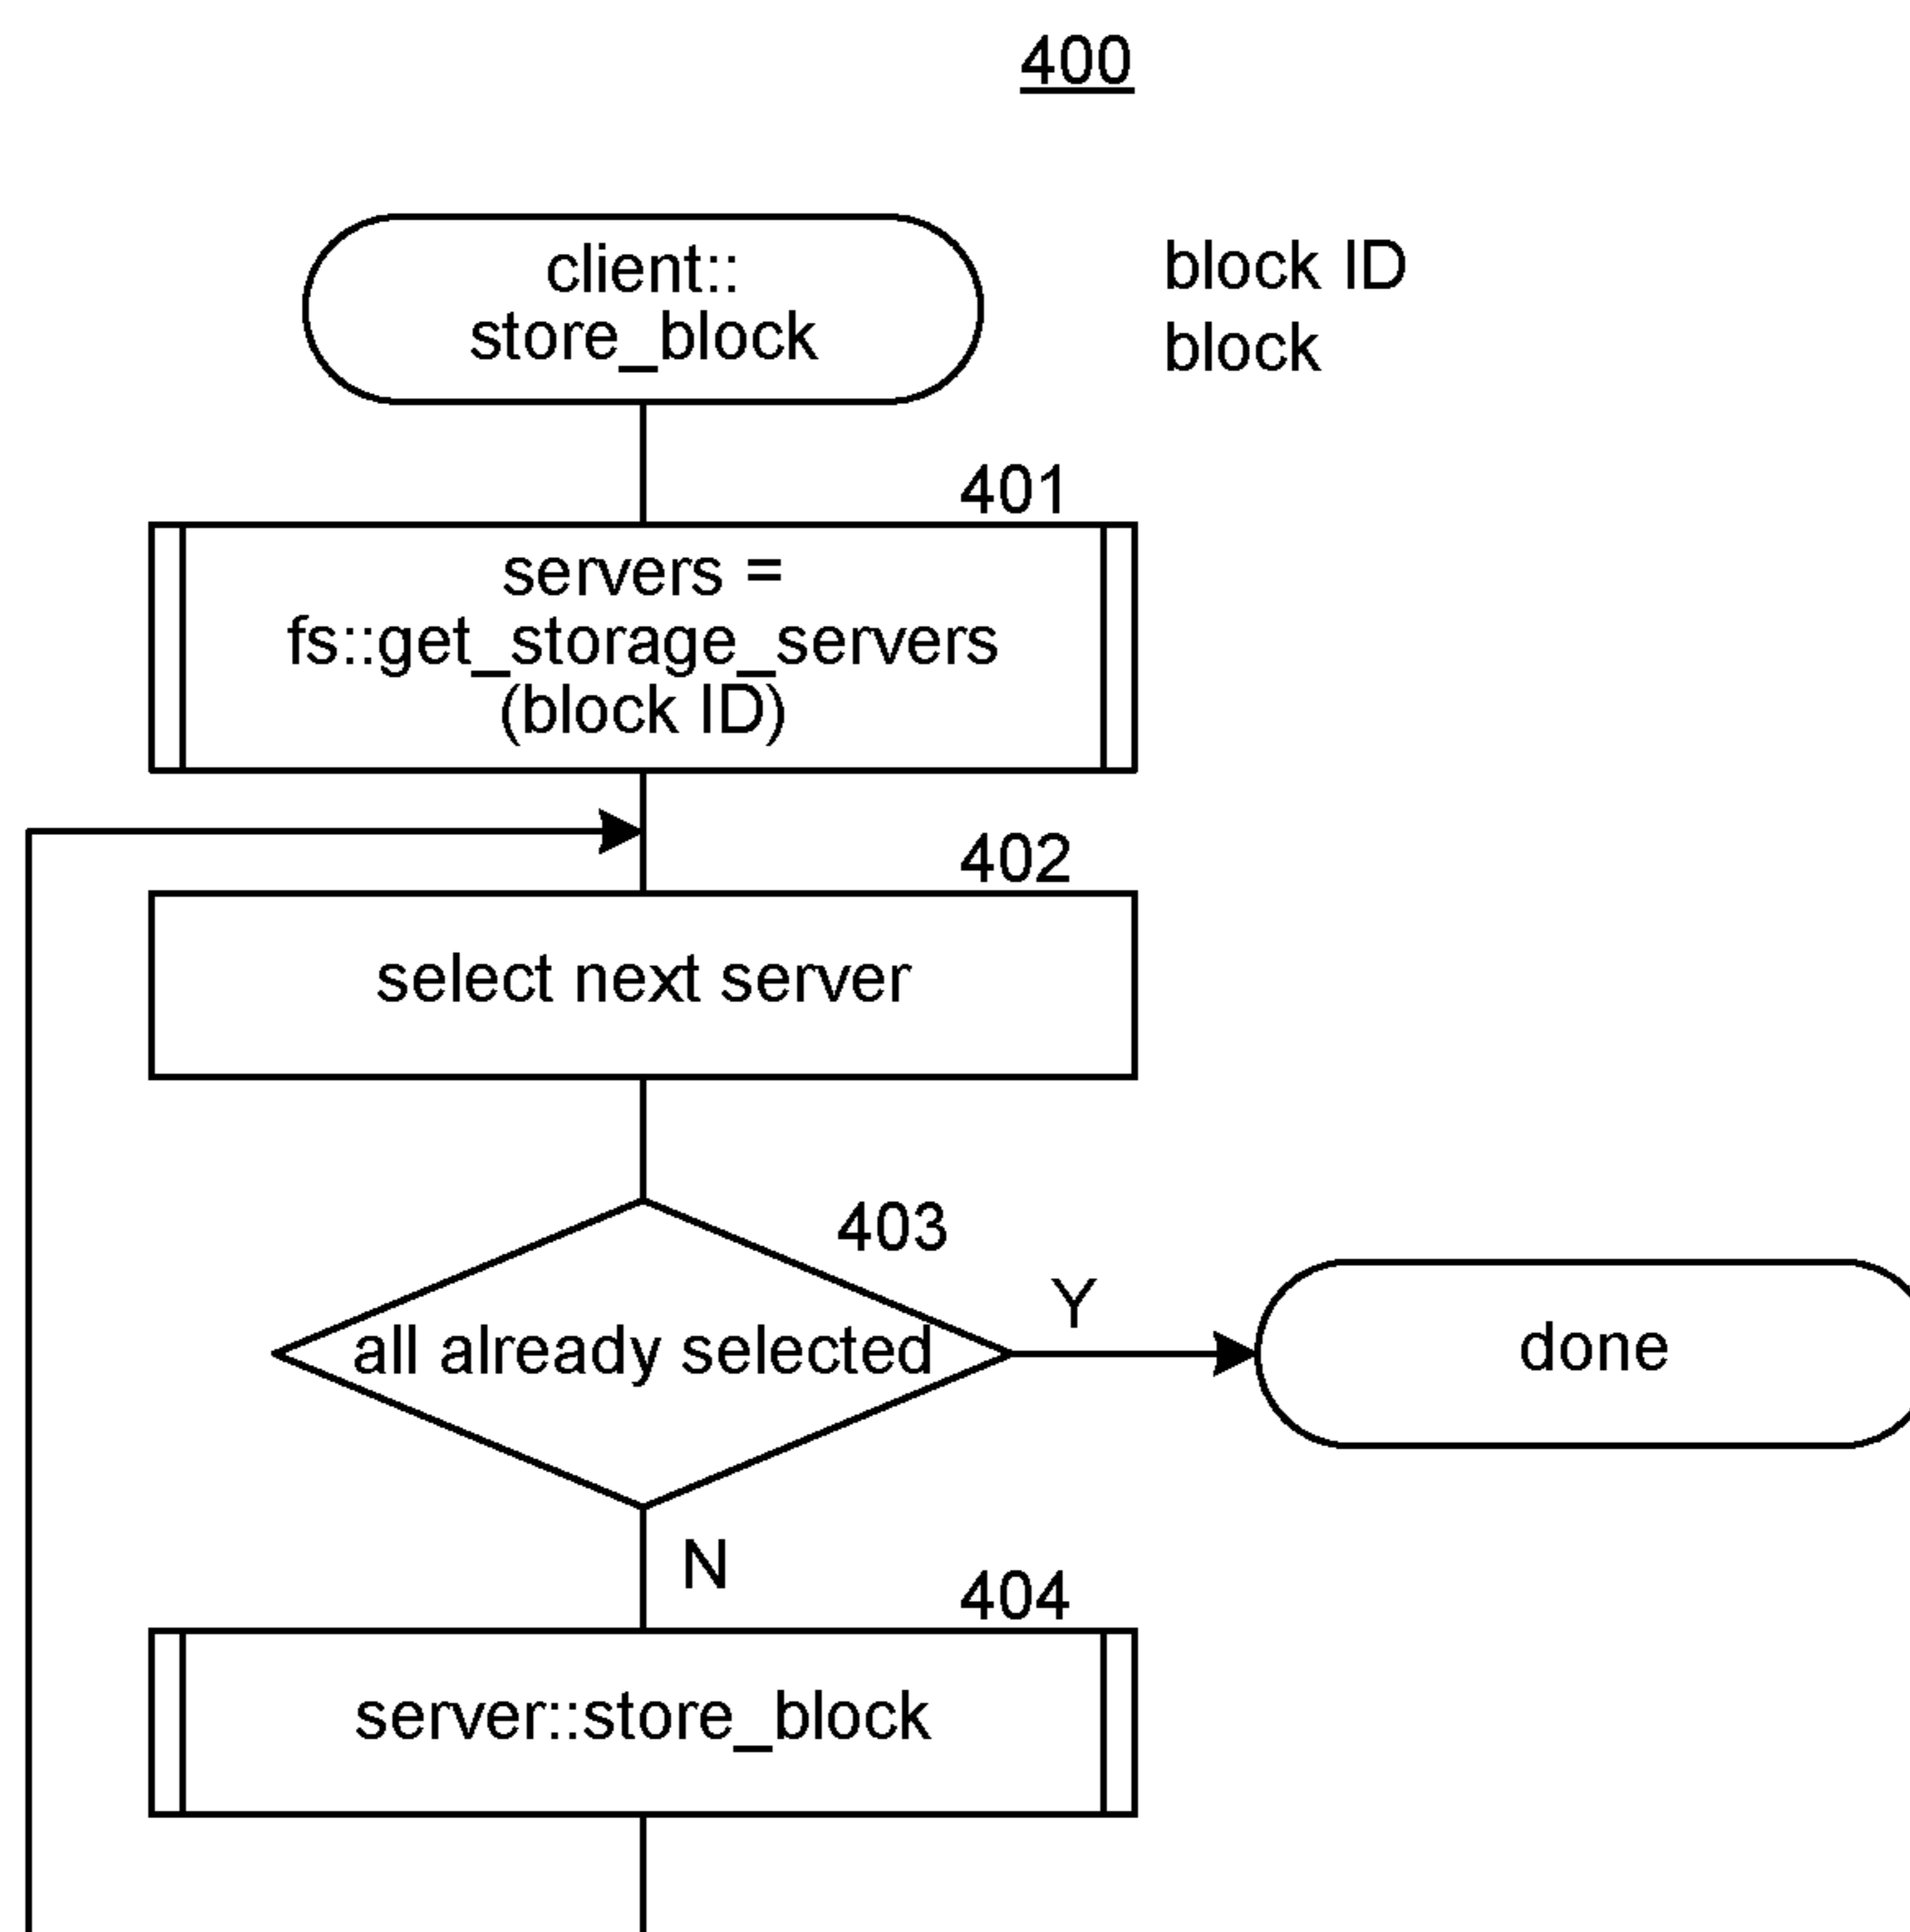 400
client::
store_block
block ID
block
401
servers =
fs::get_storage_servers
(block ID)
402
select next server
403
all already selected
Y
done
N
404
server::store_block